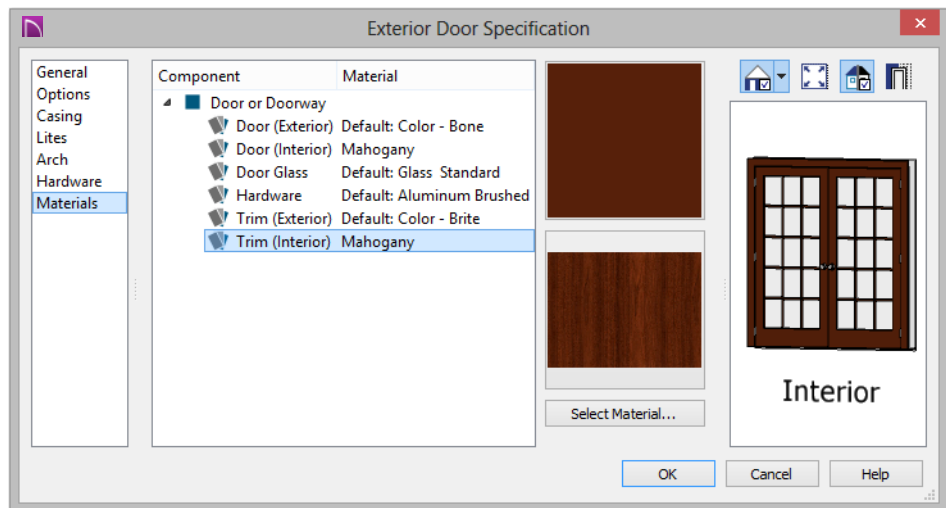 Exterior Door Specification
General
Options
Casing
Lites
Arch
Hardware
Materials
Component Material
Door or Doorway
Door (Exterior) Default: Color - Bone
Door (Interior) Mahogany
Door Glass Default: Glass Standard
Hardware Default: Aluminum Brushed
Trim (Exterior) Default: Color - Brite
Trim (Interior) Mahogany
Select Material...
Interior
OK Cancel Help